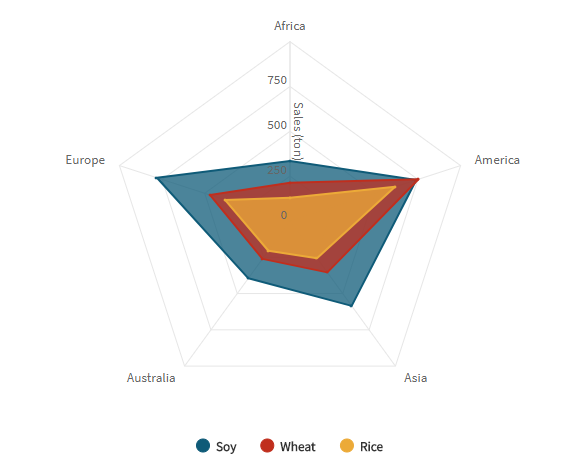 Africa
750
Sales (ton)
500
Europe
America
250
0
Australia
Asia
Soy Wheat Rice